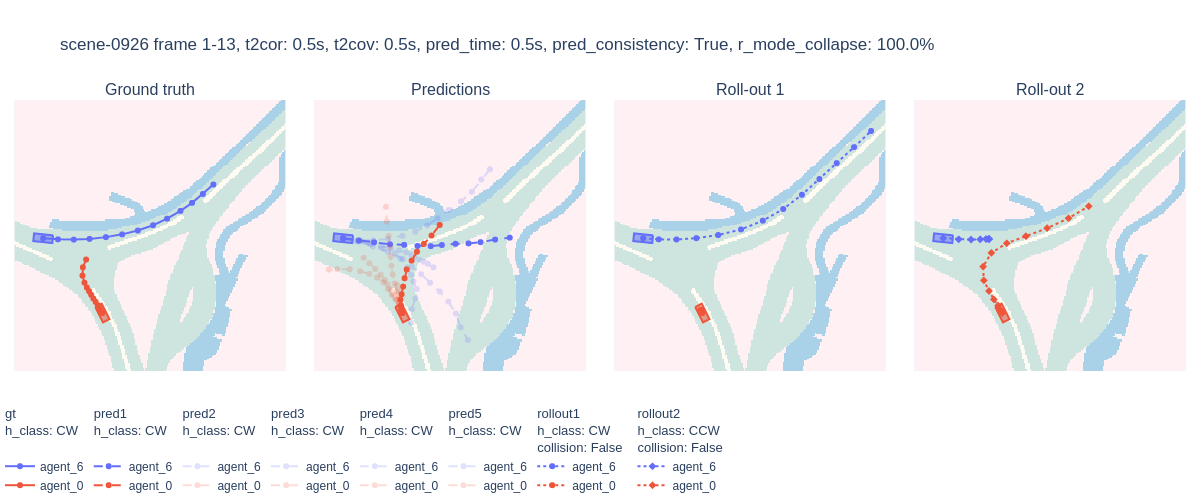 scene-0926 frame 1-13, t2cor: 0.5s, t2cov: 0.5s, pred_time: 0.5s, pred_consistency: True, r_mode_collapse: 100.0%
Ground truth
Predictions
Roll-out 1
Roll-out 2
gt
h_class: CW
agent_6
agent_0
pred1
h_class: CW
agent_6
agent_0
pred2
h_class: CW
agent_6
agent_0
pred3
h_class: CW
agent_6
agent_0
pred4
h_class: CW
agent_6
agent_0
pred5
h_class: CW
agent_6
agent_0
rollout1
h_class: CW
collision: False
agent_6
agent_0
rollout2
h_class: CCW
collision: False
agent_6
agent_0